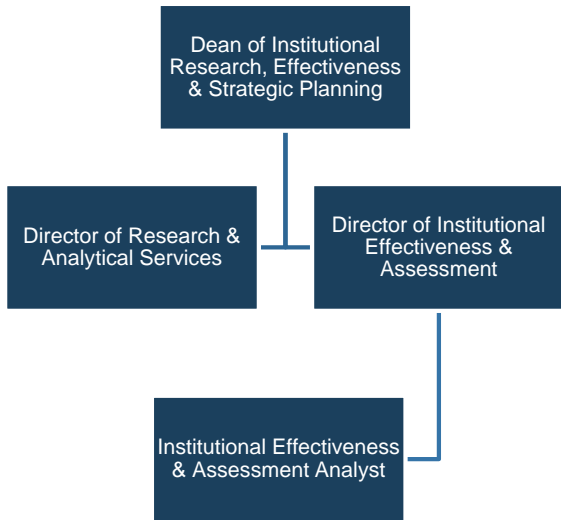 Dean of Institutional
Research, Effectiveness
& Strategic Planning
Director of Research &
Analytical Services
Director of Institutional
Effectiveness &
Assessment
Institutional Effectiveness
& Assessment Analyst